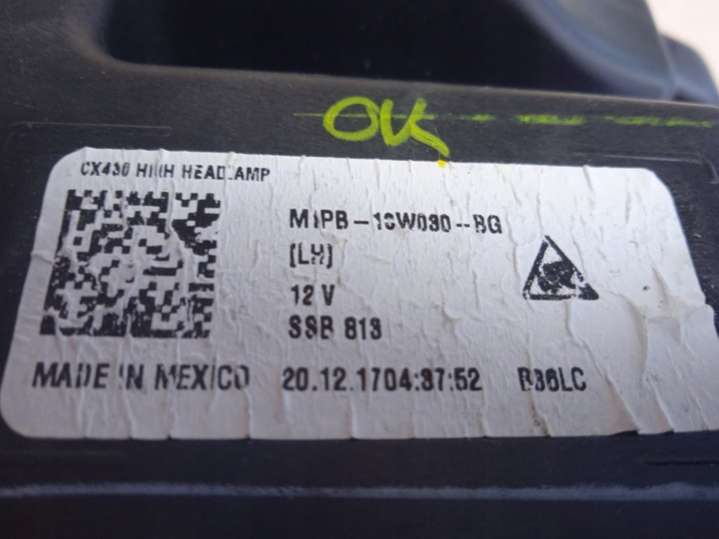 OK
CX430 HIGH HEADLAMP
M1PB-13W030-BG
[LH]
12 V
SSB 813
MADE IN MEXICO 20.12.1704:37:52 B36LC